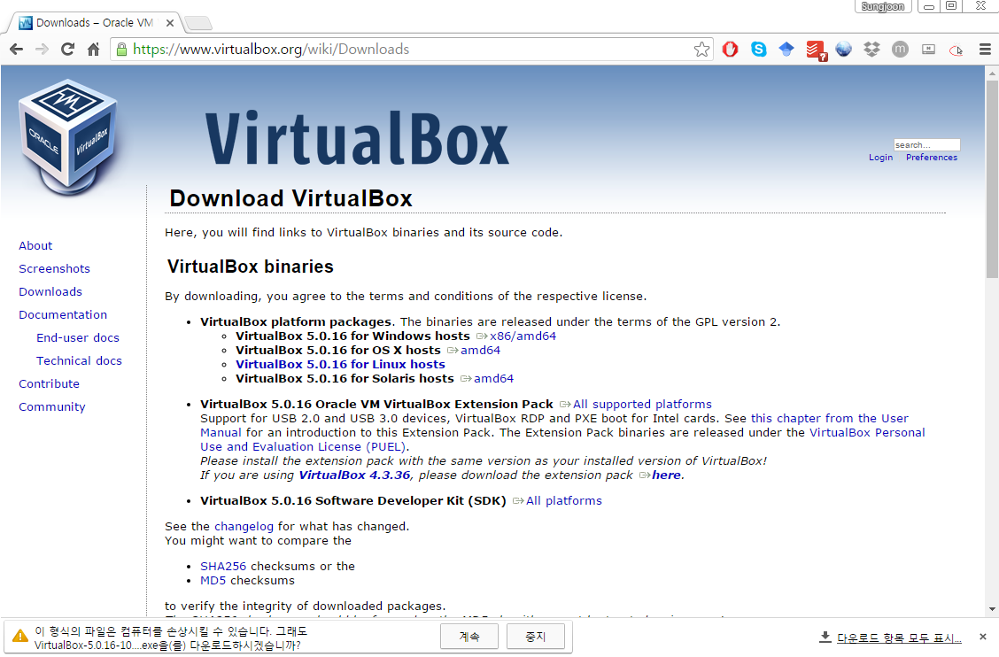 Sungjoon
Downloads – Oracle VM
https://www.virtualbox.org/wiki/Downloads
ORACLE
VirtualBox
VirtualBox
search...
Login Preferences
Download VirtualBox
Here, you will find links to VirtualBox binaries and its source code.
About
Screenshots
Downloads
Documentation
End-user docs
Technical docs
Contribute
Community
VirtualBox binaries
By downloading, you agree to the terms and conditions of the respective license.
VirtualBox platform packages. The binaries are released under the terms of the GPL version 2.
VirtualBox 5.0.16 for Windows hosts x86/amd64
VirtualBox 5.0.16 for OS X hosts amd64
VirtualBox 5.0.16 for Linux hosts
VirtualBox 5.0.16 for Solaris hosts amd64
VirtualBox 5.0.16 Oracle VM VirtualBox Extension Pack All supported platforms
Support for USB 2.0 and USB 3.0 devices, VirtualBox RDP and PXE boot for Intel cards. See this chapter from the User
Manual for an introduction to this Extension Pack. The Extension Pack binaries are released under the VirtualBox Personal
Use and Evaluation License (PUEL).
Please install the extension pack with the same version as your installed version of VirtualBox!
If you are using VirtualBox 4.3.36, please download the extension pack here.
VirtualBox 5.0.16 Software Developer Kit (SDK) All platforms
See the changelog for what has changed.
You might want to compare the
SHA256 checksums or the
MD5 checksums
to verify the integrity of downloaded packages.
이 형식의 파일은 컴퓨터를 손상시킬 수 있습니다. 그래도
VirtualBox-5.0.16-10....exe을(를) 다운로드하시겠습니까?
계속
중지
다운로드 항목 모두 표시...